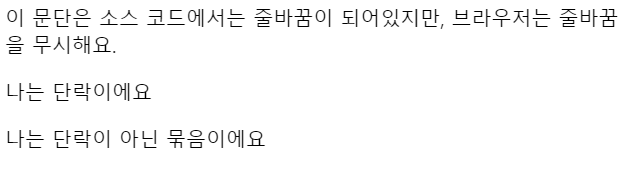 이 문단은 소스 코드에서는 줄바꿈이 되어있지만, 브라우저는 줄바꿈
을 무시해요.
나는 단락이에요
나는 단락이 아닌 묶음이에요